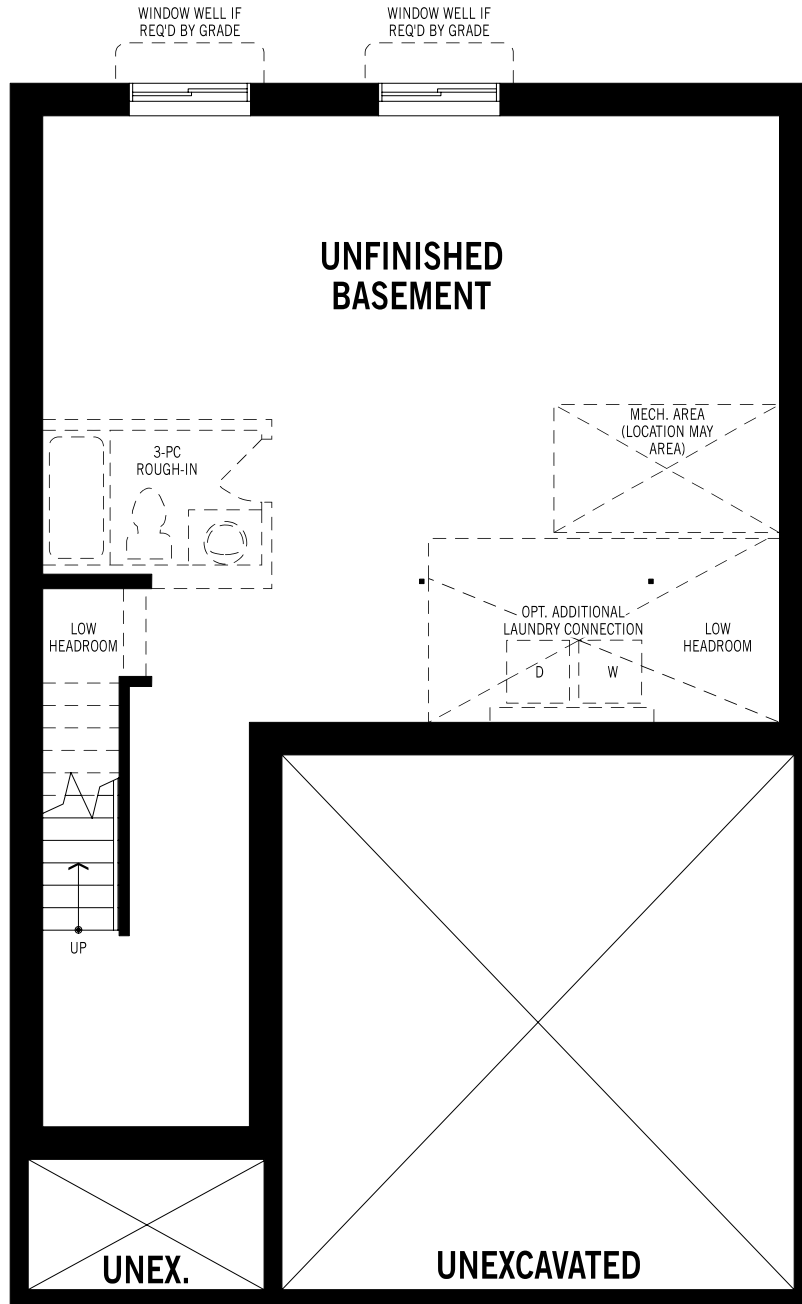 WINDOW WELL IF
REQ'D BY GRADE
WINDOW WELL IF
REQ'D BY GRADE
UNFINISHED
BASEMENT
MECH. AREA
(LOCATION MAY
AREA)
3-PC
ROUGH-IN
OPT. ADDITIONAL
LAUNDRY CONNECTION
LOW
HEADROOM
LOW
HEADROOM
D
W
UP
UNEX.
UNEXCAVATED